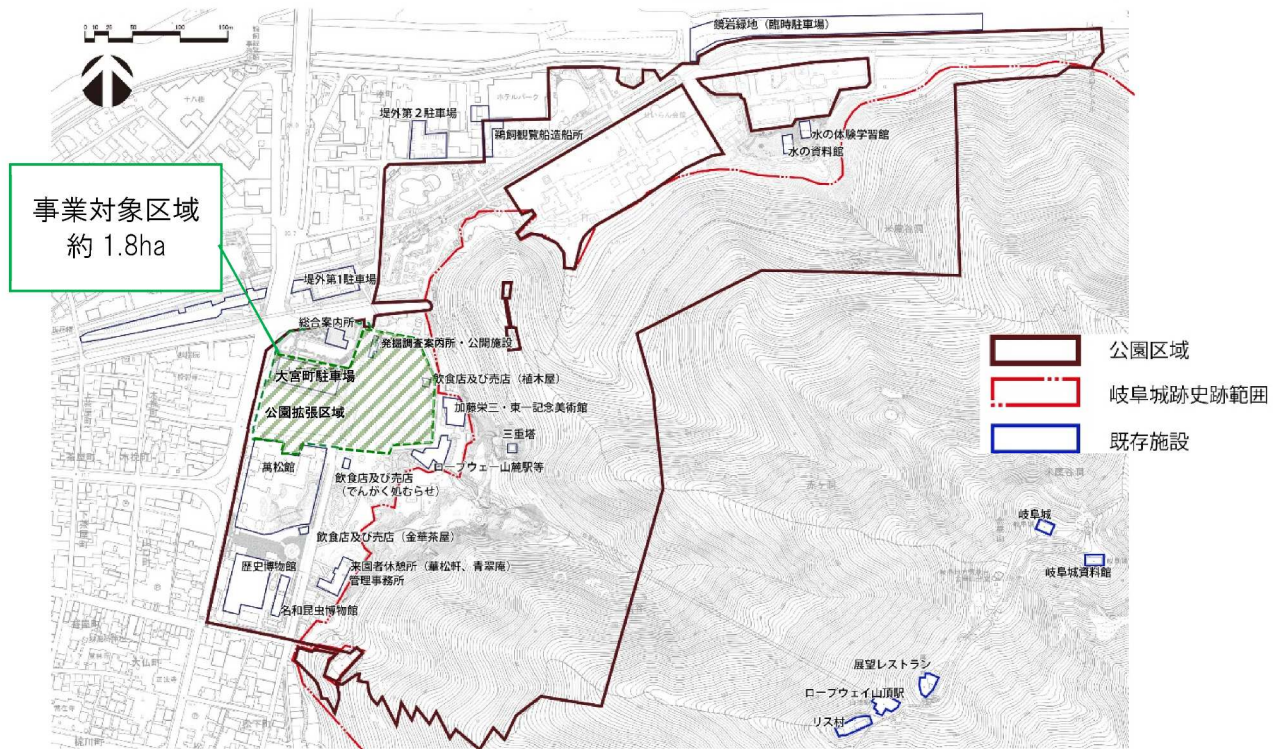 0 10 20 50 100 150m
鏡岩緑地（臨時駐車場）
ホテルパーク
堤外第２駐車場
鵜飼観覧船造船所
水の体験学習館
水の資料館
事業対象区域
約 1.8ha
堤外第1駐車場
総合案内所
発掘調査案内所・公開施設
大宮町駐車場
飲食店及び売店（植木屋）
公園拡張区域
加藤栄三・東一記念美術館
三重塔
萬松館
ロープウェー山麓駅等
飲食店及び売店
（でんがく処むらせ）
飲食店及び売店（金華茶屋）
歴史博物館
来園者休憩所（華松軒、青翠庵）
管理事務所
名和昆虫博物館
公園区域
岐阜城跡史跡範囲
既存施設
岐阜城
岐阜城資料館
展望レストラン
ロープウェイ山頂駅
リス村
大仏町